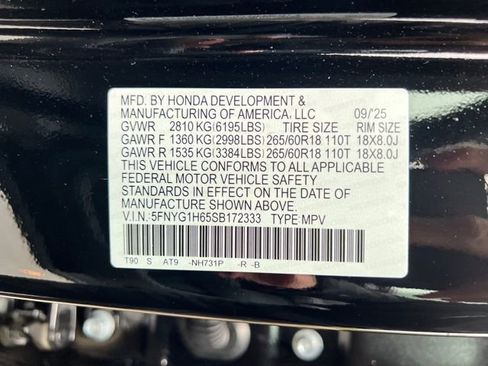 MFD. BY HONDA DEVELOPMENT &
MANUFACTURING OF AMERICA, LLC 09/'25
GVWR 2810 KG(6195LBS) TIRE SIZE RIM SIZE
GAWR F 1360 KG(2998LBS) 265/60R18 110T 18X8.0J
GAWR R 1535 KG(3384LBS) 265/60R18 110T 18X8.0J
THIS VEHICLE CONFORMS TO ALL APPLICABLE
FEDERAL MOTOR VEHICLE SAFETY
STANDARDS IN EFFECT ON THE DATE OF
MANUFACTURE SHOWN ABOVE.
V.I.N.: 5FNYG1H65SB172333 TYPE: MPV
T90 S AT9 -NH731P -R -B